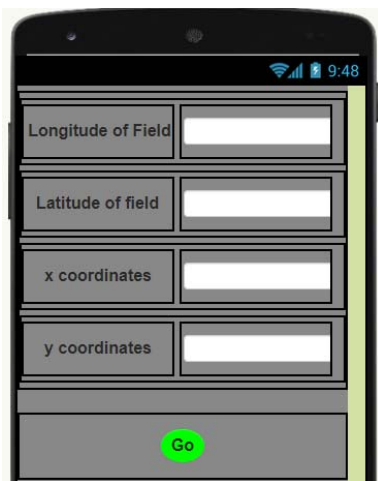 9:48
Longitude of Field
Latitude of field
x coordinates
y coordinates
Go